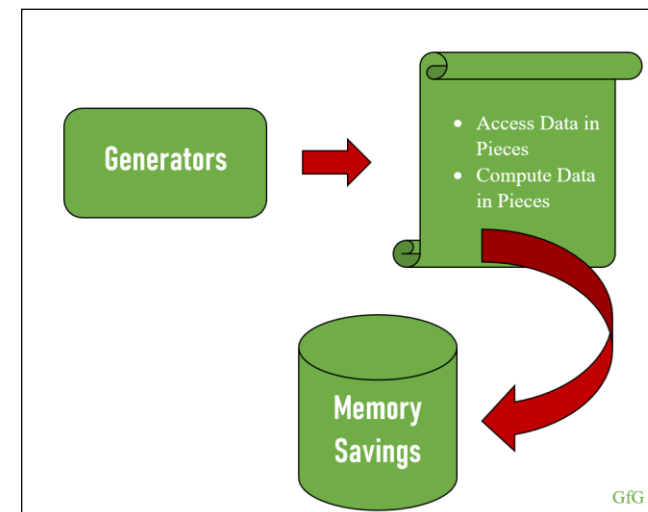 Generators
• Access Data in
Pieces
• Compute Data
in Pieces
Memory
Savings
GfG